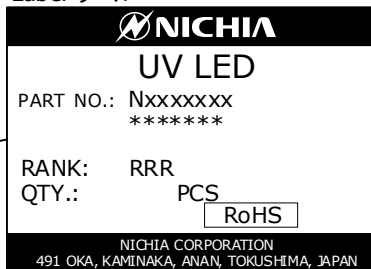 NICHIA
UV LED
PART NO.: Nxxxxxxx
*******
RANK: RRR
QTY.: PCS
RoHS
NICHIA CORPORATION
491 OKA, KAMINAKA, ANAN, TOKUSHIMA, JAPAN